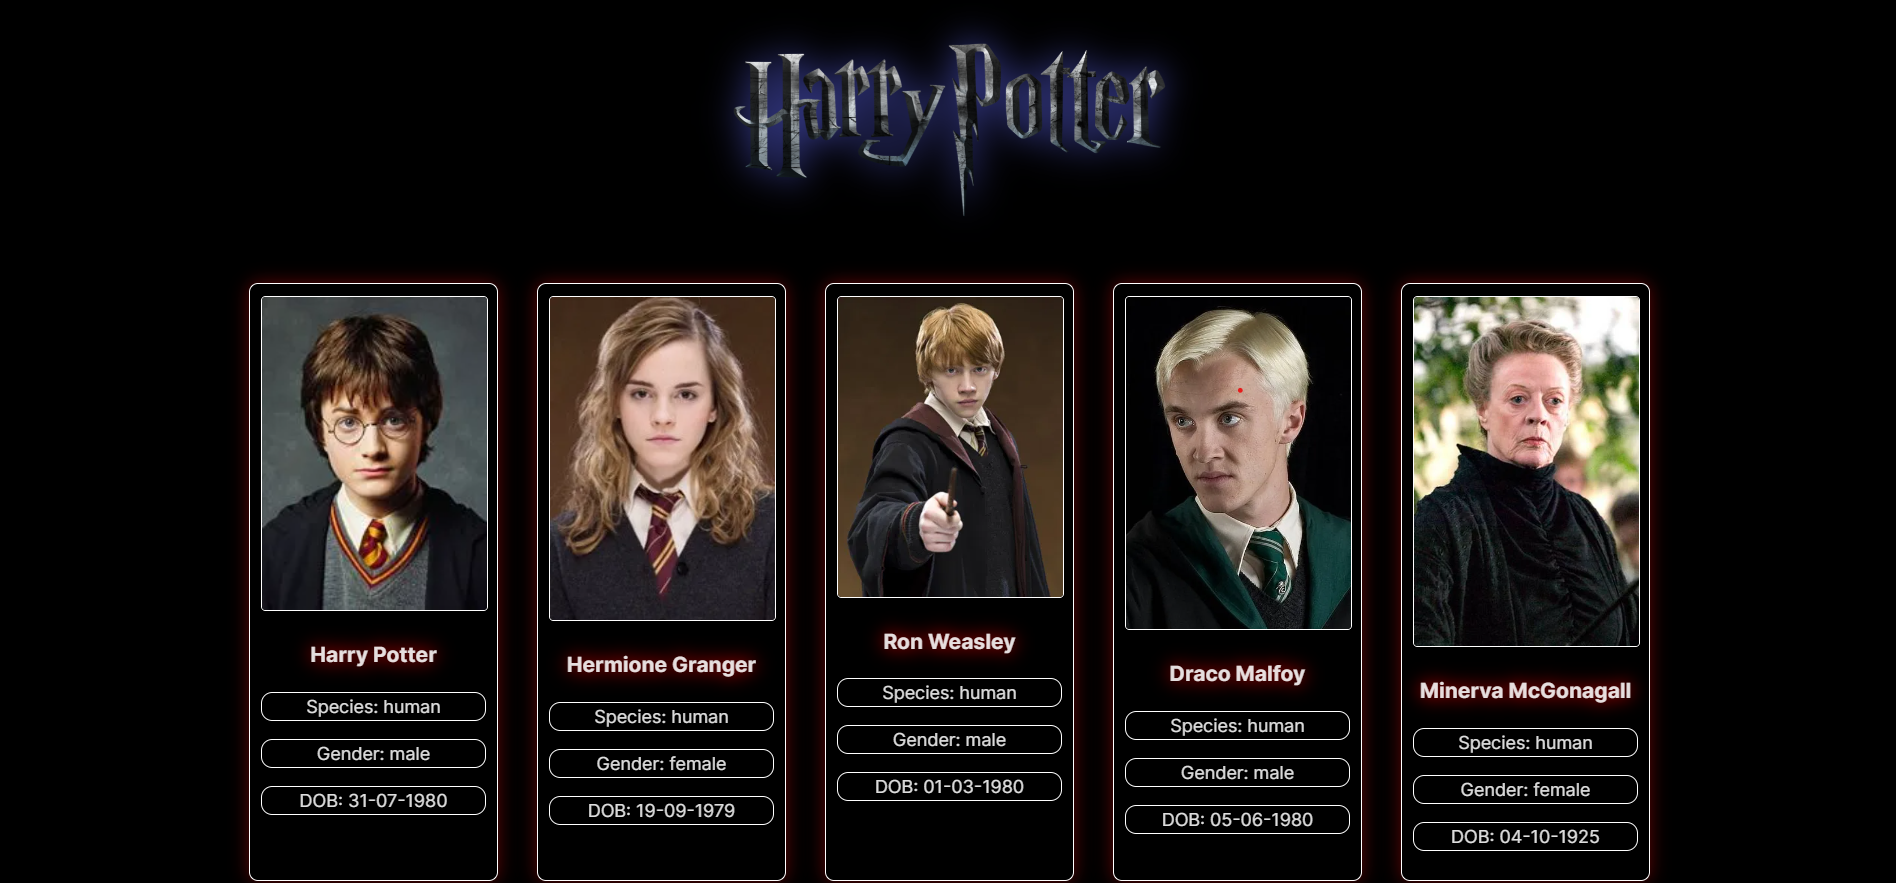 Harry Potter
Harry Potter
Species: human
Gender: male
DOB: 31-07-1980
Hermione Granger
Species: human
Gender: female
DOB: 19-09-1979
Ron Weasley
Species: human
Gender: male
DOB: 01-03-1980
Draco Malfoy
Species: human
Gender: male
DOB: 05-06-1980
Minerva McGonagall
Species: human
Gender: female
DOB: 04-10-1925